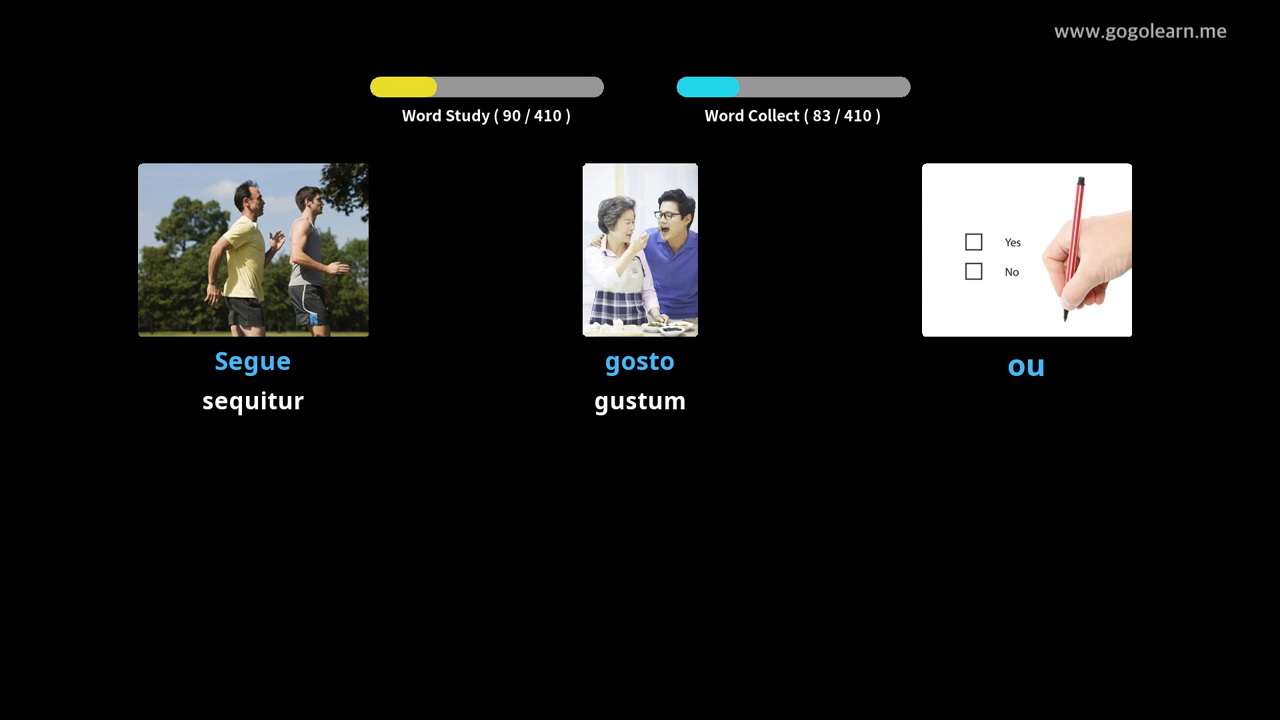 www.gogolearn.me
Word Study ( 90 / 410 )
Word Collect ( 83 / 410 )
Yes
No
Segue
sequitur
gosto
gustum
ou